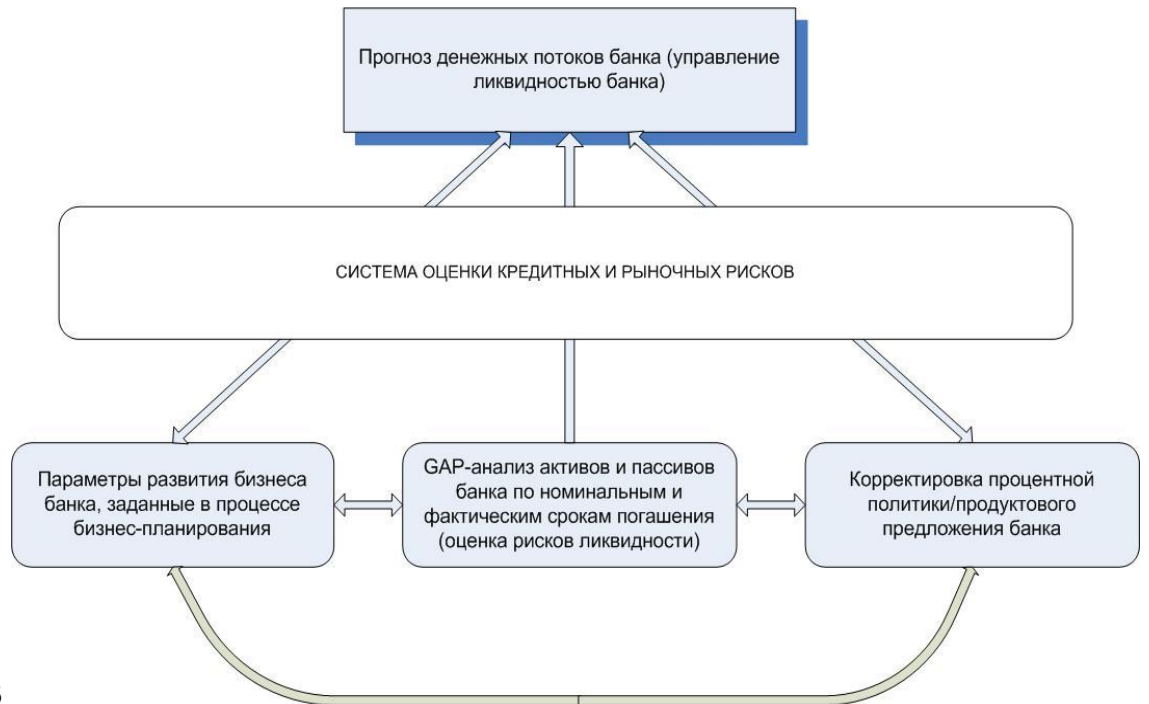 Прогноз денежных потоков банка (управление
ликвидностью банка)
СИСТЕМА ОЦЕНКИ КРЕДИТНЫХ И РЫНОЧНЫХ РИСКОВ
Параметры развития бизнеса
банка, заданные в процессе
бизнес-планирования
GAP-анализ активов и пассивов
банка по номинальным и
фактическим срокам погашения
(оценка рисков ликвидности)
Корректировка процентной
политики/продуктового
предложения банка